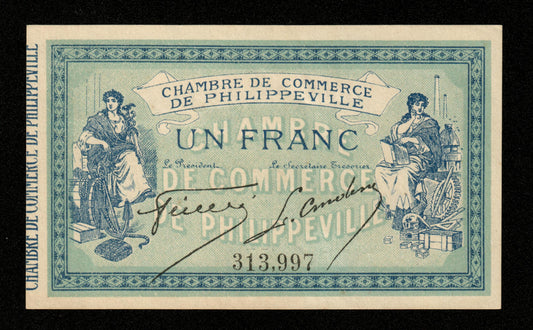 CHAMBRE DE COMMERCE DE PHILIPPEVILLE
CHAMBRE DE COMMERCE
DE PHILIPPEVILLE
UN FRANC
Le Président
Le Secrétaire Trésorier
CHAMBRE
DE COMMERCE
DE PHILIPPEVILLE
313,997